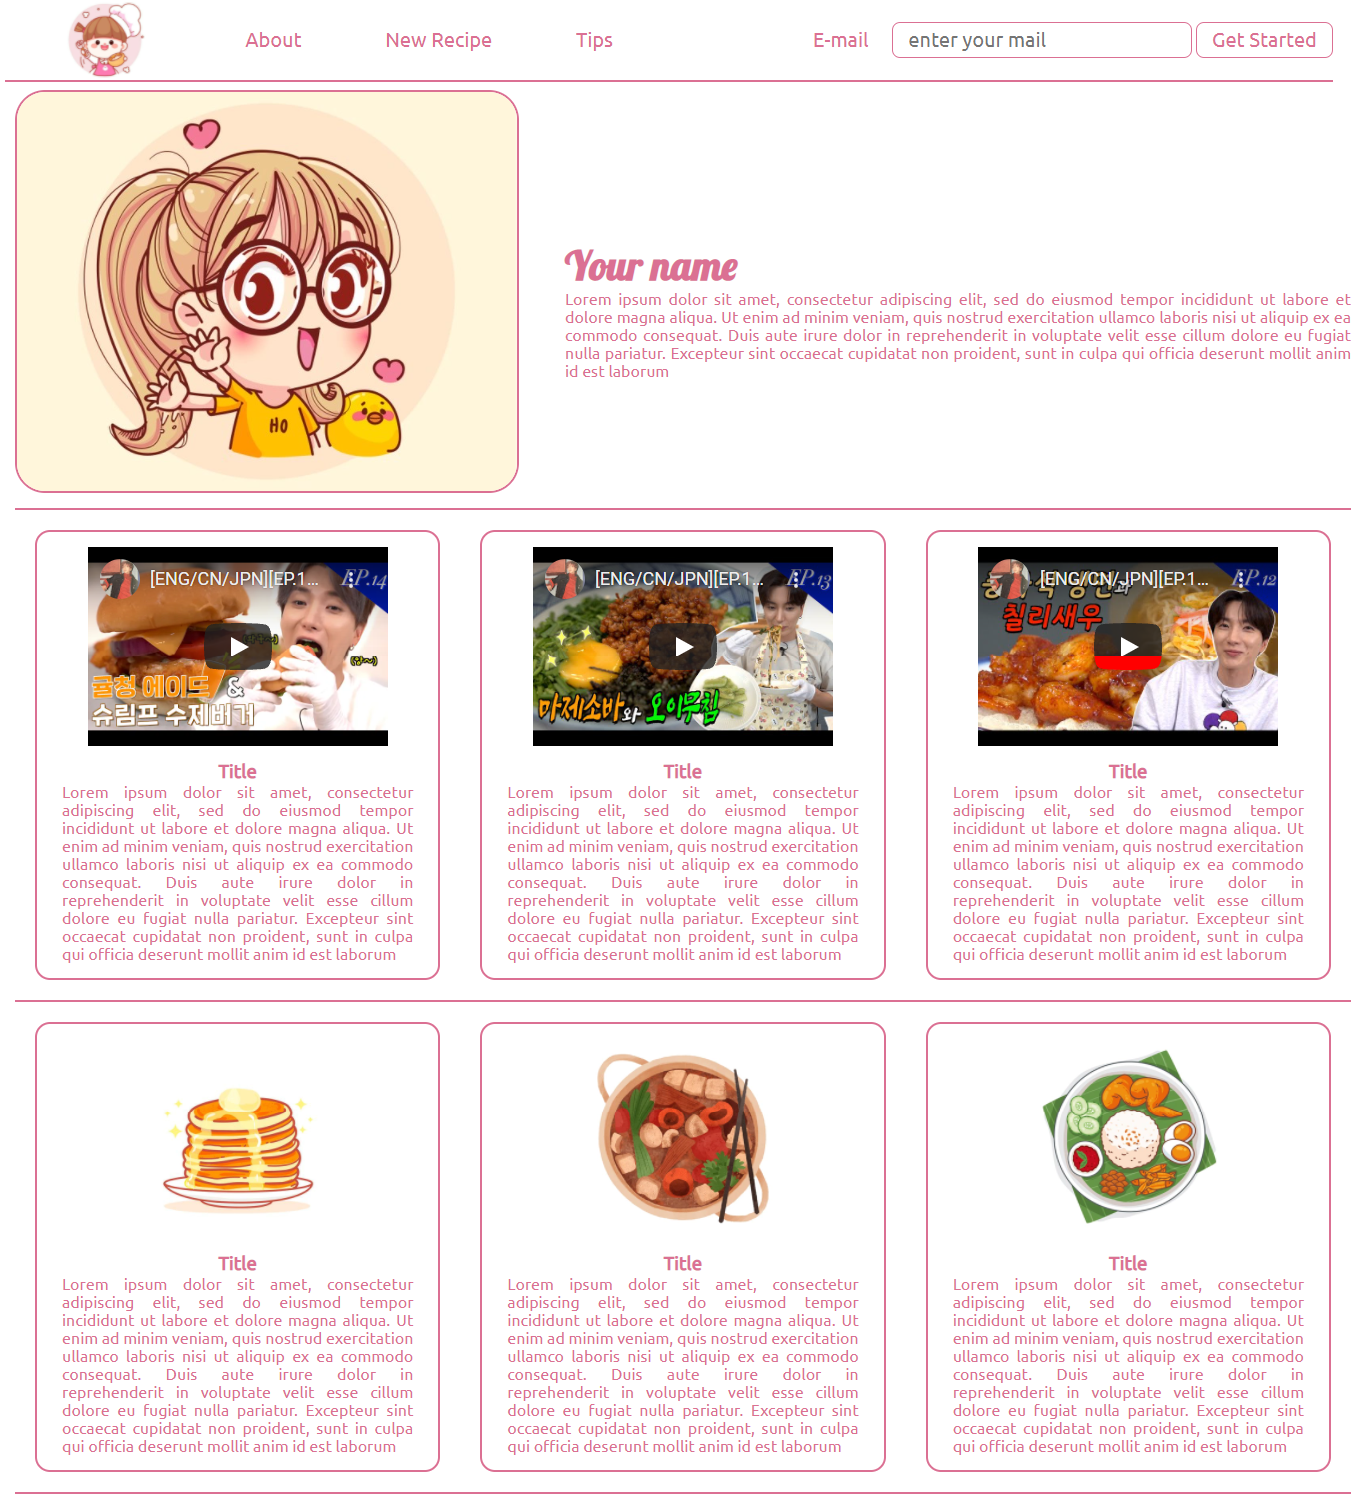 About New Recipe Tips E-mail enter your mail Get Started
HO
Your name
Lorem ipsum dolor sit amet, consectetur adipiscing elit, sed do eiusmod tempor incididunt ut labore et
dolore magna aliqua. Ut enim ad minim veniam, quis nostrud exercitation ullamco laboris nisi ut aliquip ex ea
commodo consequat. Duis aute irure dolor in reprehenderit in voluptate velit esse cillum dolore eu fugiat
nulla pariatur. Excepteur sint occaecat cupidatat non proident, sunt in culpa qui officia deserunt mollit anim
id est laborum
[ENG/CN/JPN][EP.1...
EP.14
귤청 에이드 &
슈림프 수제버거
Title
Lorem ipsum dolor sit amet, consectetur
adipiscing elit, sed do eiusmod tempor
incididunt ut labore et dolore magna aliqua. Ut
enim ad minim veniam, quis nostrud exercitation
ullamco laboris nisi ut aliquip ex ea commodo
consequat. Duis aute irure dolor in
reprehenderit in voluptate velit esse cillum
dolore eu fugiat nulla pariatur. Excepteur sint
occaecat cupidatat non proident, sunt in culpa
qui officia deserunt mollit anim id est laborum
[ENG/CN/JPN][EP.1...
EP.13
마제소바와 오이무침
Title
Lorem ipsum dolor sit amet, consectetur
adipiscing elit, sed do eiusmod tempor
incididunt ut labore et dolore magna aliqua. Ut
enim ad minim veniam, quis nostrud exercitation
ullamco laboris nisi ut aliquip ex ea commodo
consequat. Duis aute irure dolor in
reprehenderit in voluptate velit esse cillum
dolore eu fugiat nulla pariatur. Excepteur sint
occaecat cupidatat non proident, sunt in culpa
qui officia deserunt mollit anim id est laborum
[ENG/CN/JPN][EP.1...
EP.12
칠리새우
Title
Lorem ipsum dolor sit amet, consectetur
adipiscing elit, sed do eiusmod tempor
incididunt ut labore et dolore magna aliqua. Ut
enim ad minim veniam, quis nostrud exercitation
ullamco laboris nisi ut aliquip ex ea commodo
consequat. Duis aute irure dolor in
reprehenderit in voluptate velit esse cillum
dolore eu fugiat nulla pariatur. Excepteur sint
occaecat cupidatat non proident, sunt in culpa
qui officia deserunt mollit anim id est laborum
Title
Lorem ipsum dolor sit amet, consectetur
adipiscing elit, sed do eiusmod tempor
incididunt ut labore et dolore magna aliqua. Ut
enim ad minim veniam, quis nostrud exercitation
ullamco laboris nisi ut aliquip ex ea commodo
consequat. Duis aute irure dolor in
reprehenderit in voluptate velit esse cillum
dolore eu fugiat nulla pariatur. Excepteur sint
occaecat cupidatat non proident, sunt in culpa
qui officia deserunt mollit anim id est laborum
Title
Lorem ipsum dolor sit amet, consectetur
adipiscing elit, sed do eiusmod tempor
incididunt ut labore et dolore magna aliqua. Ut
enim ad minim veniam, quis nostrud exercitation
ullamco laboris nisi ut aliquip ex ea commodo
consequat. Duis aute irure dolor in
reprehenderit in voluptate velit esse cillum
dolore eu fugiat nulla pariatur. Excepteur sint
occaecat cupidatat non proident, sunt in culpa
qui officia deserunt mollit anim id est laborum
Title
Lorem ipsum dolor sit amet, consectetur
adipiscing elit, sed do eiusmod tempor
incididunt ut labore et dolore magna aliqua. Ut
enim ad minim veniam, quis nostrud exercitation
ullamco laboris nisi ut aliquip ex ea commodo
consequat. Duis aute irure dolor in
reprehenderit in voluptate velit esse cillum
dolore eu fugiat nulla pariatur. Excepteur sint
occaecat cupidatat non proident, sunt in culpa
qui officia deserunt mollit anim id est laborum